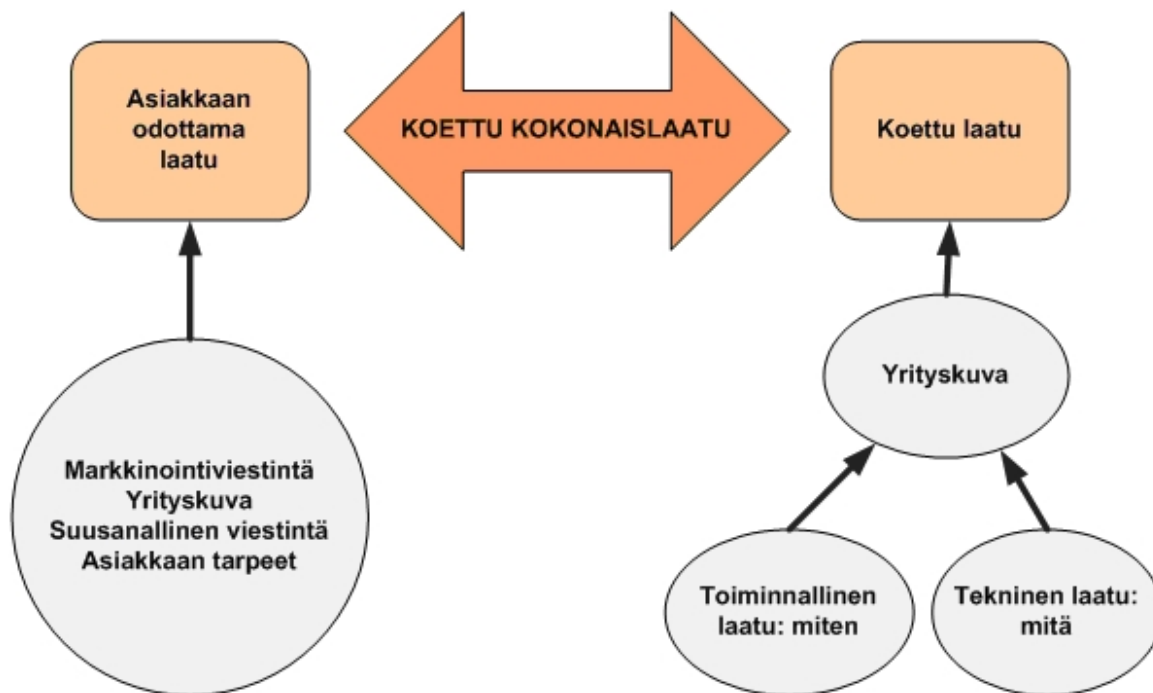 Asiakkaan
odottama
laatu
KOETTU KOKONAISLAATU
Koettu laatu
Markkinointiviestintä
Yrityskuva
Suusanallinen viestintä
Asiakkaan tarpeet
Yrityskuva
Toiminnallinen
laatu: miten
Tekninen laatu:
mitä